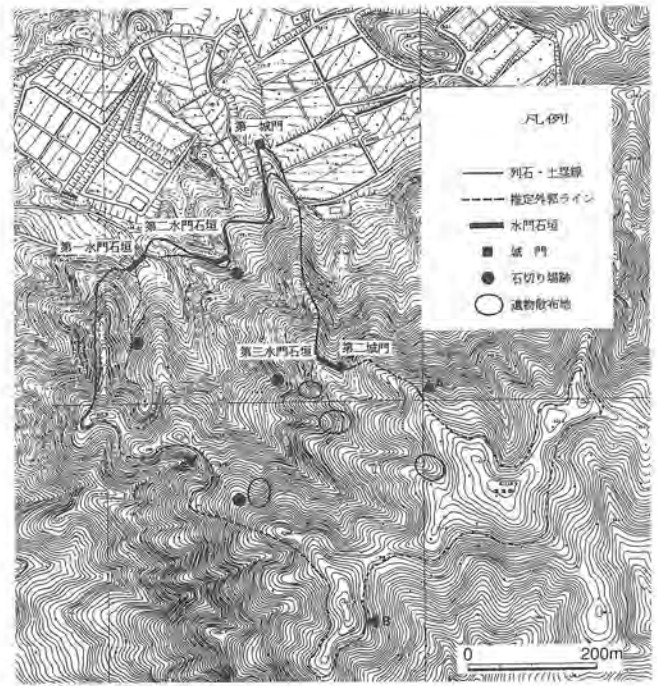 第一城門
第二水門石垣
第一水門石垣
第三水門石垣
第二城門
A
B
凡例
列石・土塁線
推定外郭ライン
水門石垣
城門
石切り場跡
遺物散布地
0
200m